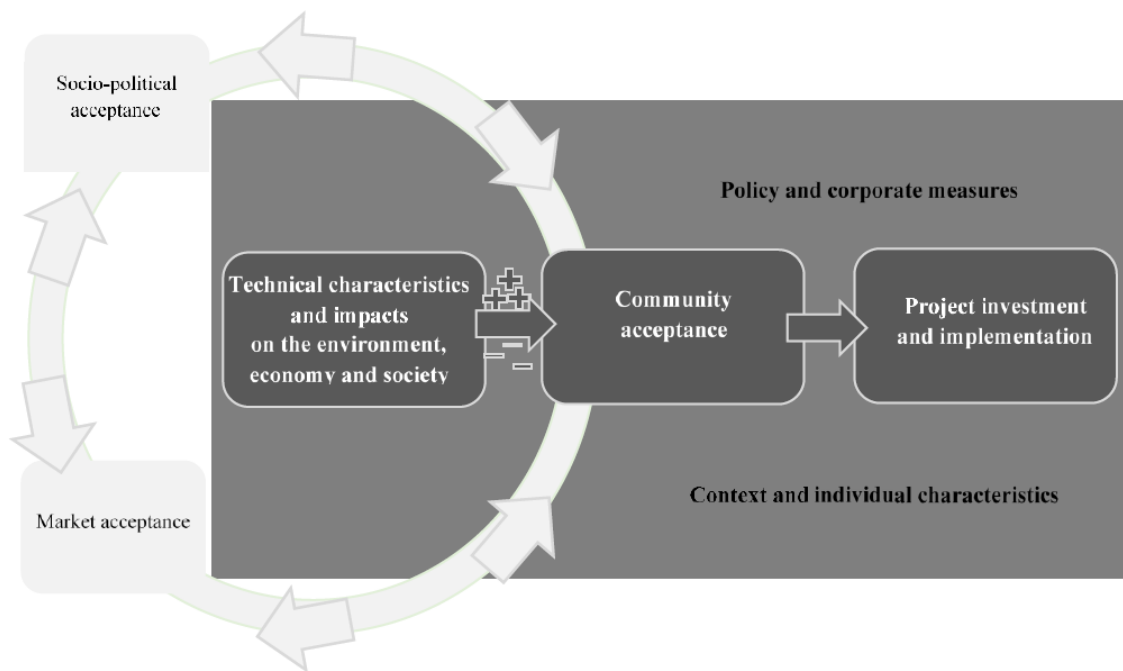 Socio-political
acceptance
Policy and corporate measures
Technical characteristics
and impacts
on the environment,
economy and society
Community
acceptance
Project investment
and implementation
Market acceptance
Context and individual characteristics